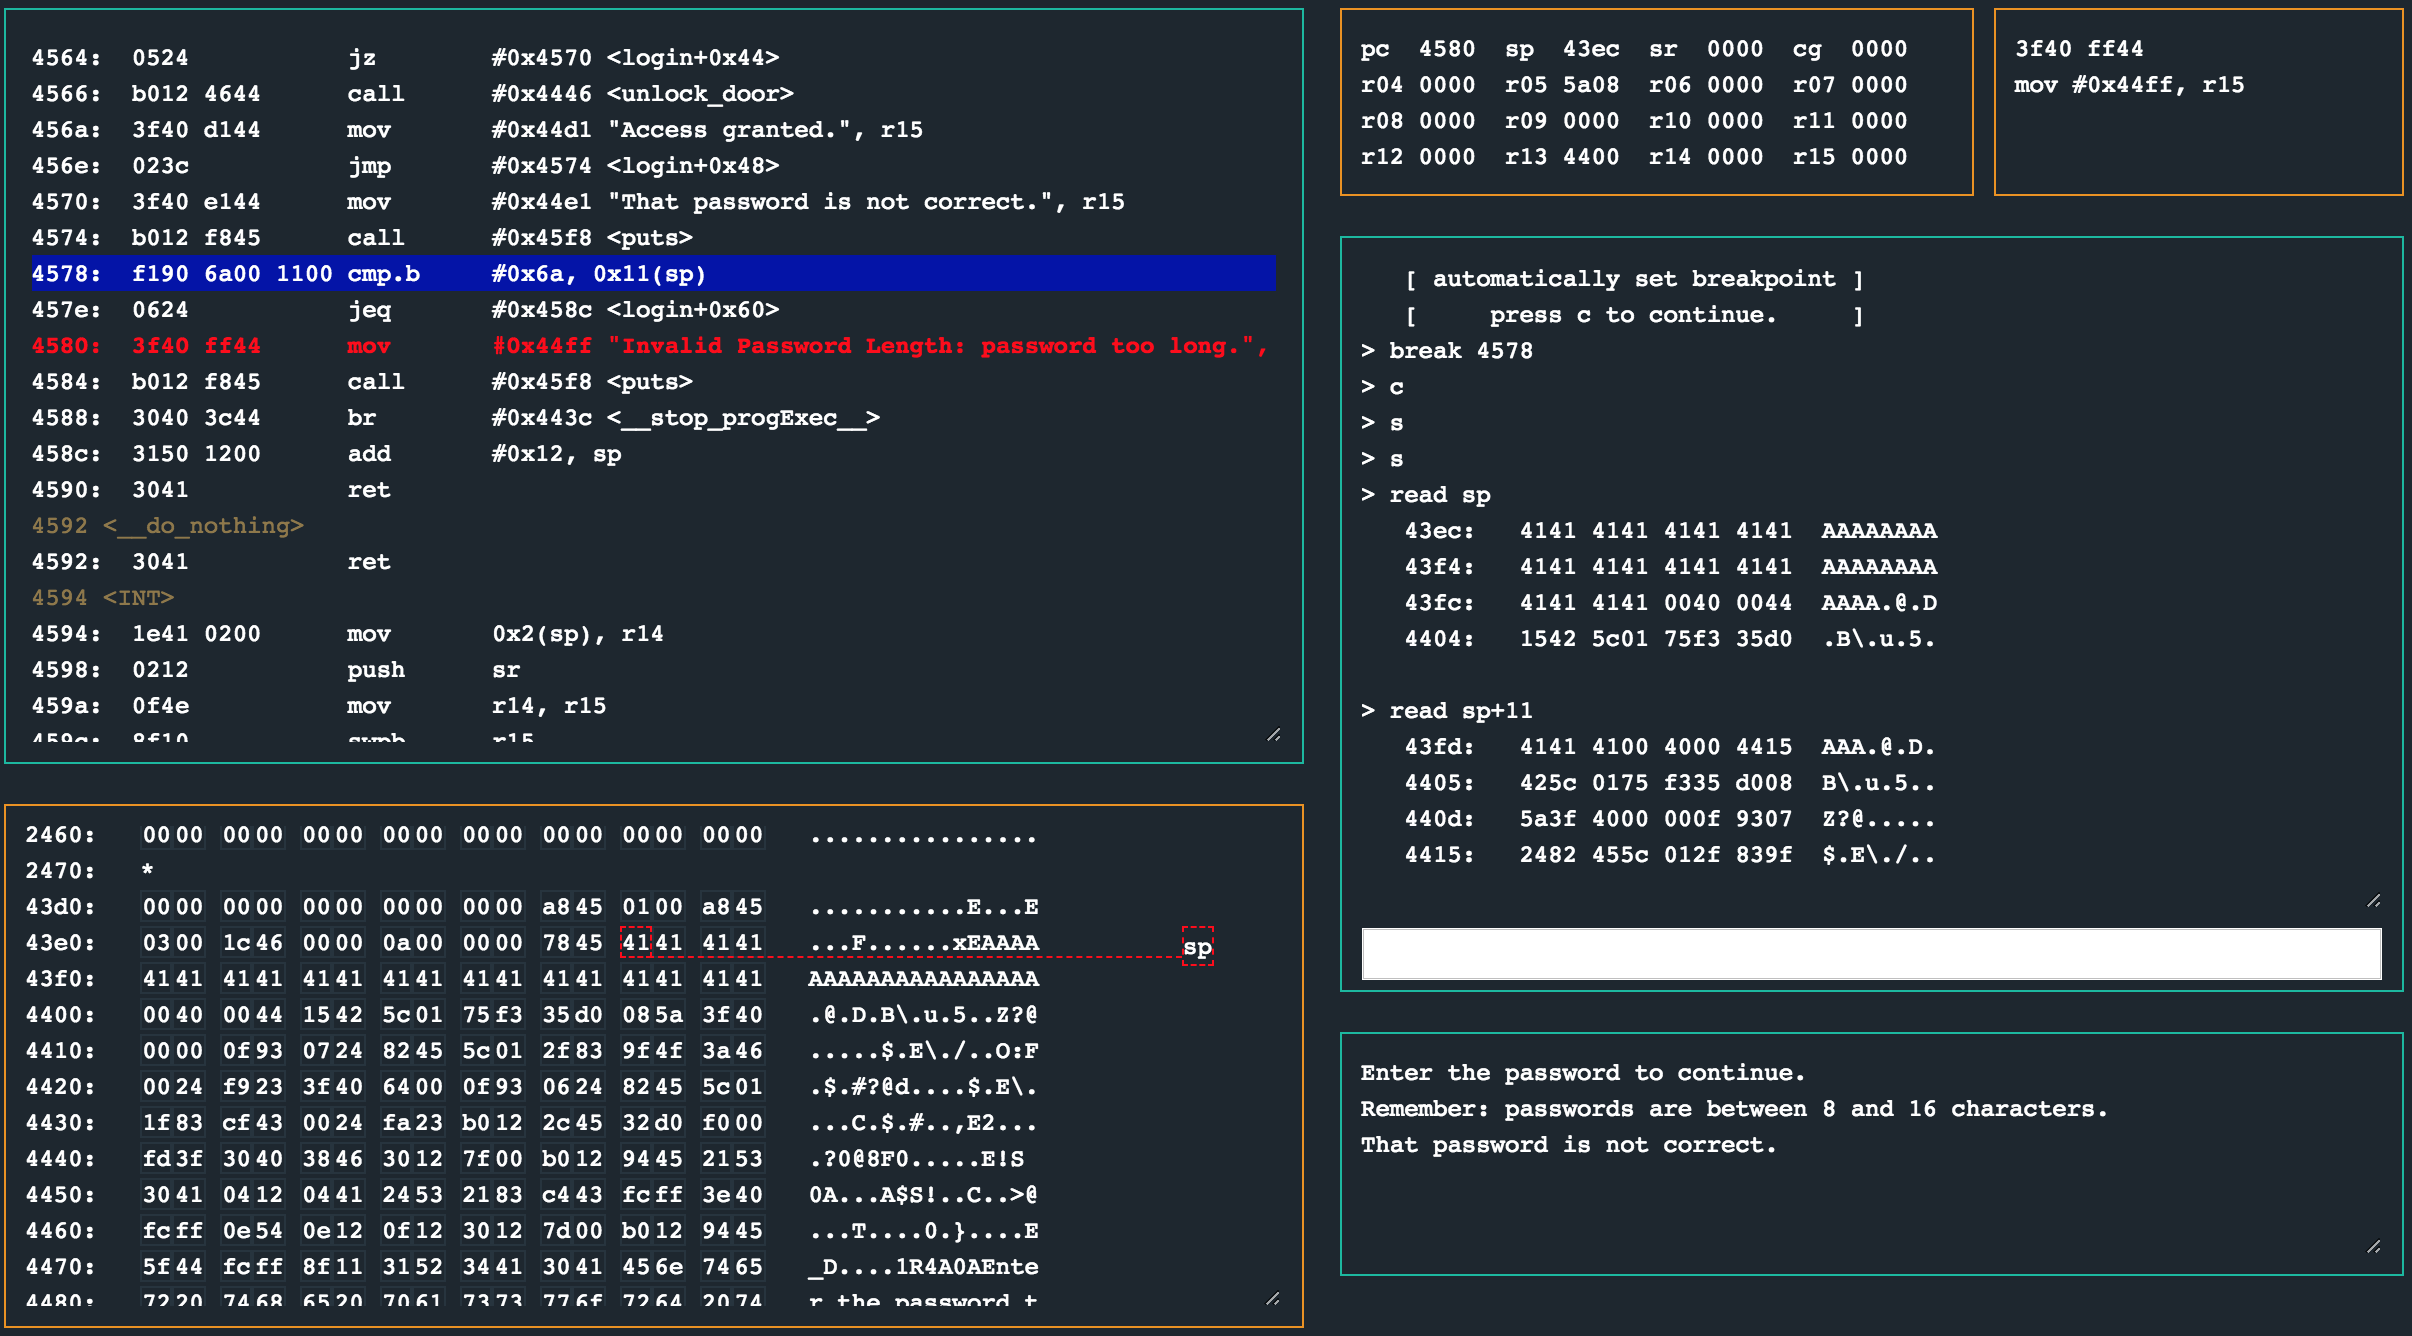 4564: 0524 jz #0x4570 <login+0x44>
4566: b012 4644 call #0x4446 <unlock_door>
456a: 3f40 d144 mov #0x44d1 "Access granted.", r15
456e: 023c jmp #0x4574 <login+0x48>
4570: 3f40 e144 mov #0x44e1 "That password is not correct.", r15
4574: b012 f845 call #0x45f8 <puts>
4578: f190 6a00 1100 cmp.b #0x6a, 0x11(sp)
457e: 0624 jeq #0x458c <login+0x60>
4580: 3f40 ff44 mov #0x44ff "Invalid Password Length: password too long.",
4584: b012 f845 call #0x45f8 <puts>
4588: 3040 3c44 br #0x443c <__stop_progExec__>
458c: 3150 1200 add #0x12, sp
4590: 3041 ret
4592 <__do_nothing>
4592: 3041 ret
4594 <INT>
4594: 1e41 0200 mov 0x2(sp), r14
4598: 0212 push sr
459a: 0f4e mov r14, r15
459c: 8f10 swpb r15
2460: 0000 0000 0000 0000 0000 0000 0000 0000 ................
2470: *
43d0: 0000 0000 0000 0000 0000 a845 0100 a845 ...........E...E
43e0: 0300 1c46 0000 0a00 0000 7845 4141 4141 ...F......xEAAAA
sp
43f0: 4141 4141 4141 4141 4141 4141 4141 4141 AAAAAAAAAAAAAAAA
4400: 0040 0044 1542 5c01 75f3 35d0 085a 3f40 .@.D.B\.u.5..Z?@
4410: 0000 0f93 0724 8245 5c01 2f83 9f4f 3a46 .....$.E\./..O:F
4420: 0024 f923 3f40 6400 0f93 0624 8245 5c01 .$.#?@d....$.E\.
4430: 1f83 cf43 0024 fa23 b012 2c45 32d0 f000 ...C.$.#..,E2...
4440: fd3f 3040 3846 3012 7f00 b012 9445 2153 .?0@8F0.....E!S
4450: 3041 0412 0441 2453 2183 c443 fcff 3e40 0A...A$S!..C..>@
4460: fcff 0e54 0e12 0f12 3012 7d00 b012 9445 ...T....0.}....E
4470: 5f44 fcff 8f11 3152 3441 3041 456e 7465 _D....1R4A0AEnte
4480: 7220 7468 6520 7061 7373 776f 7264 2074 r the password t
pc 4580 sp 43ec sr 0000 cg 0000
r04 0000 r05 5a08 r06 0000 r07 0000
r08 0000 r09 0000 r10 0000 r11 0000
r12 0000 r13 4400 r14 0000 r15 0000
3f40 ff44
mov #0x44ff, r15
[ automatically set breakpoint ]
[ press c to continue. ]
> break 4578
> c
> s
> s
> read sp
43ec: 4141 4141 4141 4141 AAAAAAAA
43f4: 4141 4141 4141 4141 AAAAAAAA
43fc: 4141 4141 0040 0044 AAAA.@.D
4404: 1542 5c01 75f3 35d0 .B\.u.5.
> read sp+11
43fd: 4141 4100 4000 4415 AAA.@.D.
4405: 425c 0175 f335 d008 B\.u.5..
440d: 5a3f 4000 000f 9307 Z?@.....
4415: 2482 455c 012f 839f $.E\./..
Enter the password to continue.
Remember: passwords are between 8 and 16 characters.
That password is not correct.